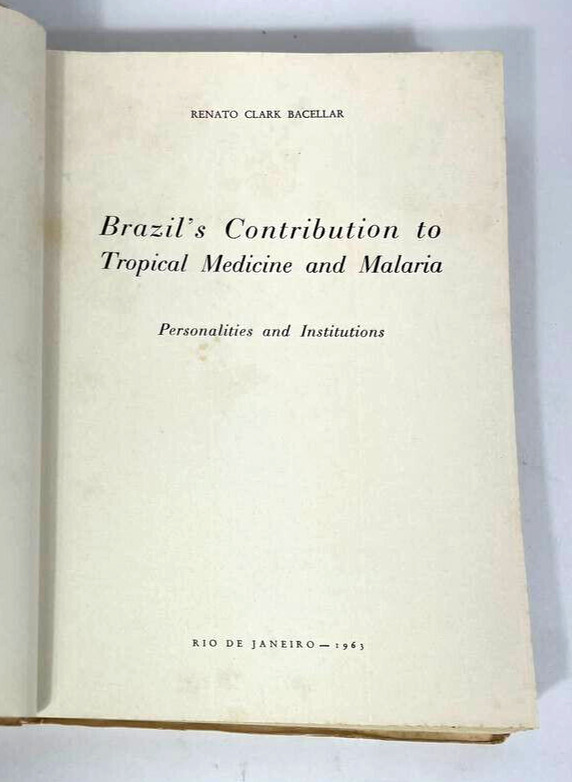 RENATO CLARK BACELLAR
Brazil's Contribution to
Tropical Medicine and Malaria
Personalities and Institutions
RIO DE JANEIRO — 1963